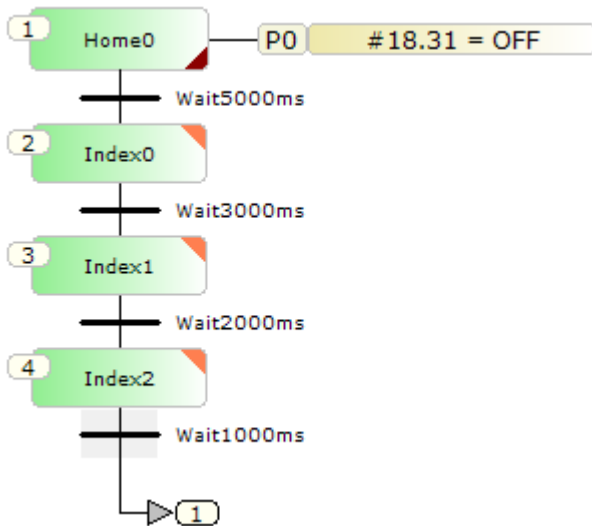 1 Home0 P0 #18.31 = OFF
Wait5000ms
2 Index0
Wait3000ms
3 Index1
Wait2000ms
4 Index2
Wait1000ms
1